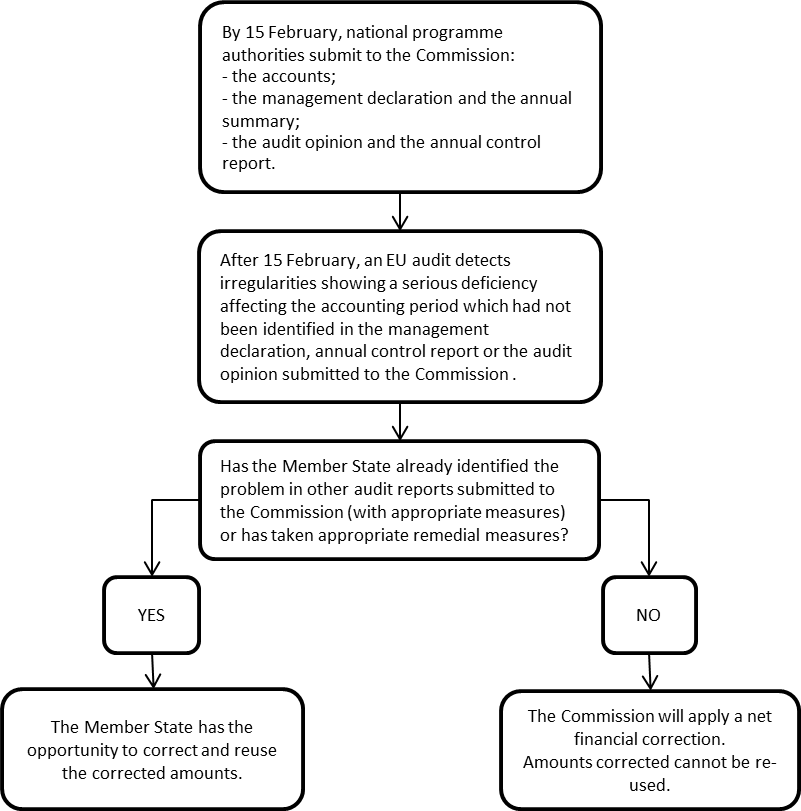 By 15 February, national programme
authorities submit to the Commission:
- the accounts;
- the management declaration and the annual
summary;
- the audit opinion and the annual control
report.
After 15 February, an EU audit detects
irregularities showing a serious deficiency
affecting the accounting period which had not
been identified in the management
declaration, annual control report or the audit
opinion submitted to the Commission .
Has the Member State already identified the
problem in other audit reports submitted to
the Commission (with appropriate measures)
or has taken appropriate remedial measures?
YES
NO
The Member State has the
opportunity to correct and reuse
the corrected amounts.
The Commission will apply a net
financial correction.
Amounts corrected cannot be re-
used.